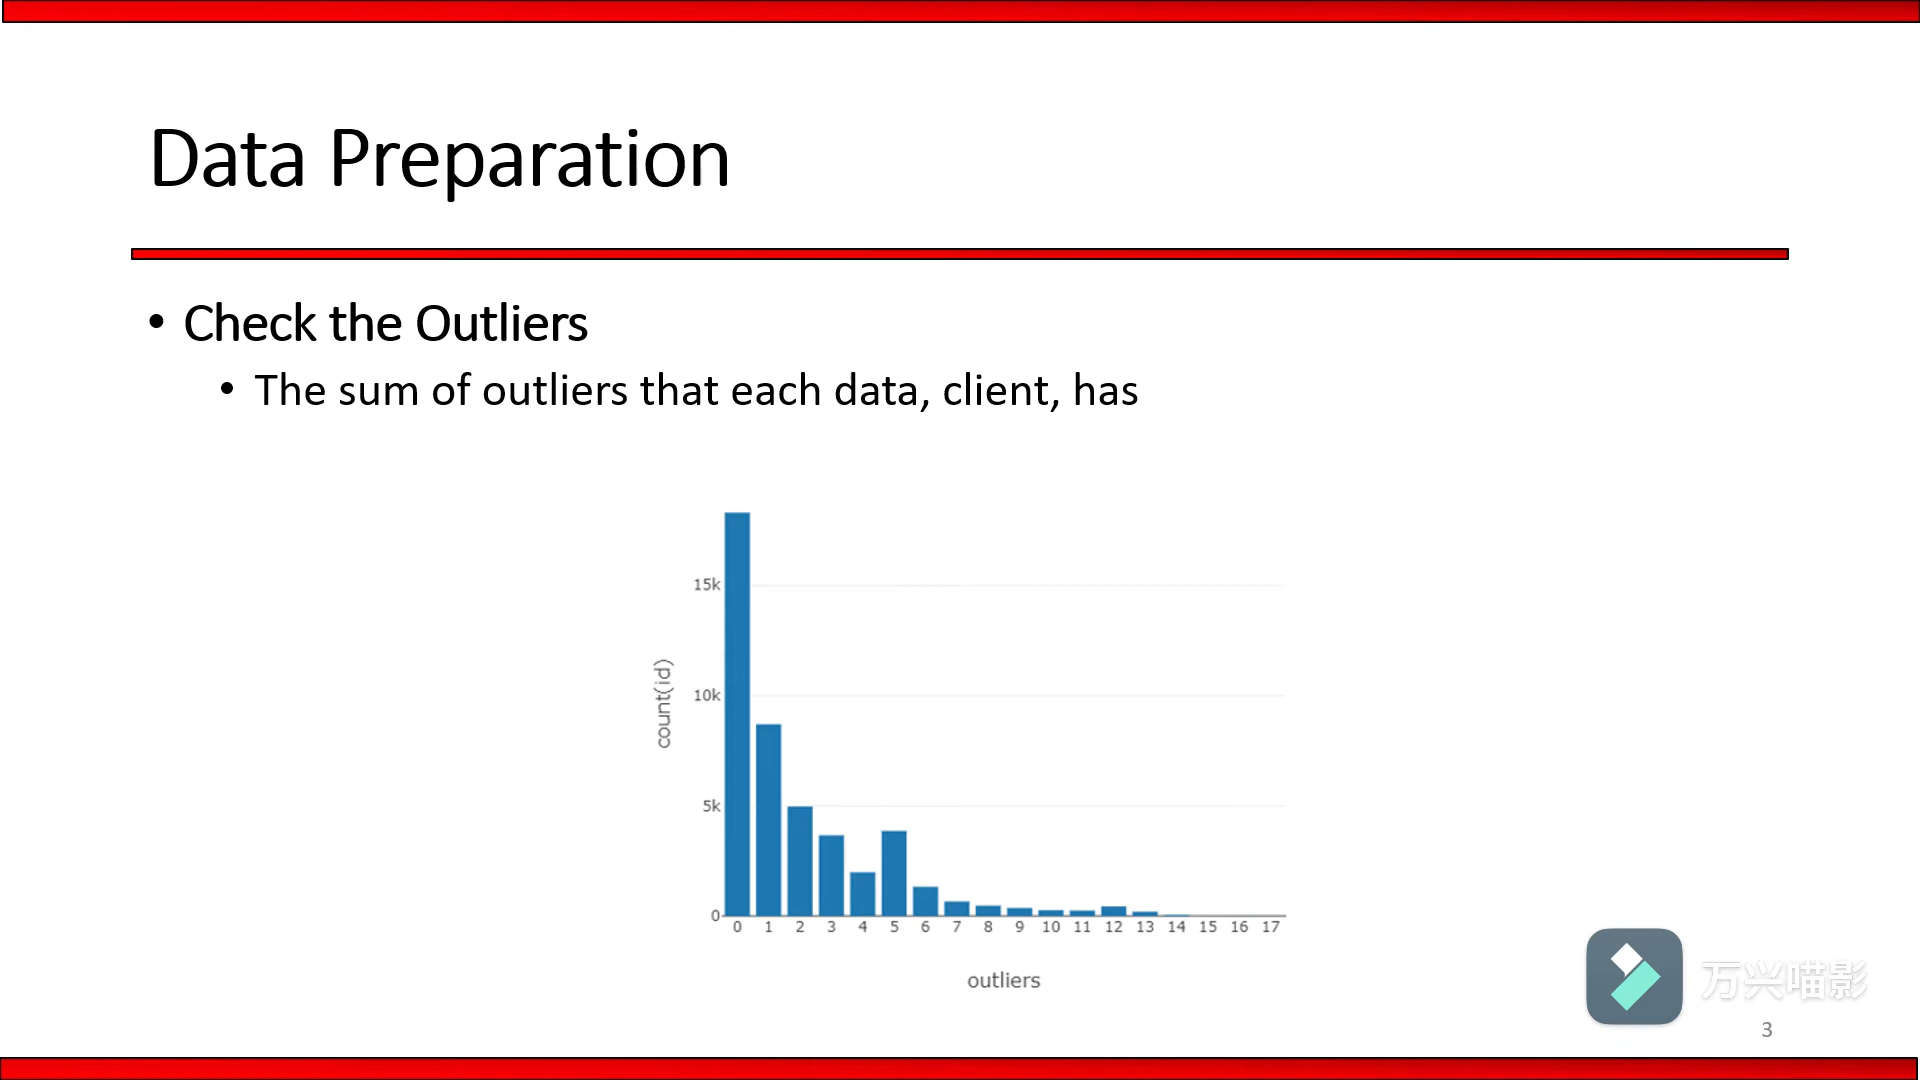 Data Preparation
• Check the Outliers
• The sum of outliers that each data, client, has
15k
10k
5k
0
count(id)
0 1 2 3 4 5 6 7 8 9 10 11 12 13 14 15 16 17
outliers
万兴喵影
3